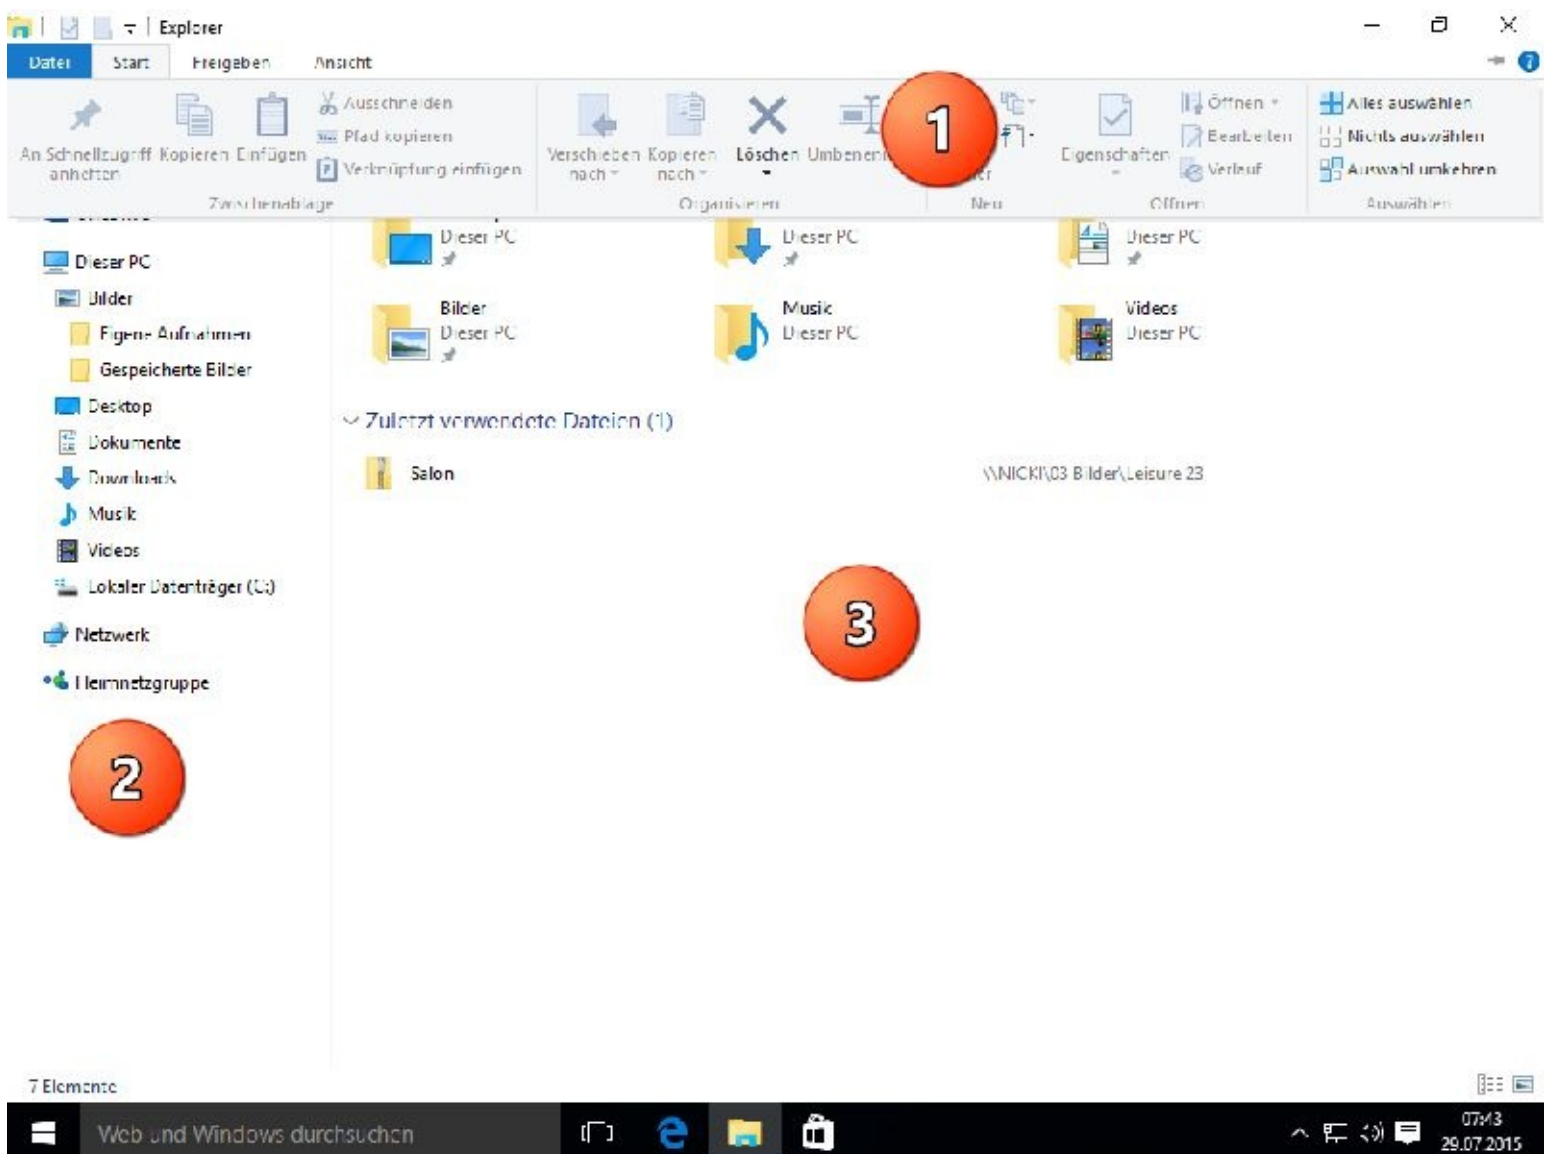 Explorer
Datei Start Freigeben Ansicht
Ausschneiden
Pfad kopieren
Verknüpfung einfügen
An Schnellzugriff anheften
Kopieren
Einfügen
Zwischenablage
Verschieben nach
Kopieren nach
Löschen
Organisieren
1
Neu
Eigenschaften
Öffnen
Bearbeiten
Verlauf
Öffnen
Alles auswählen
Nichts auswählen
Auswahl umkehren
Auswählen
Dieser PC
Bilder
Eigene Aufnahmen
Gespeicherte Bilder
Desktop
Dokumente
Downloads
Musik
Videos
Lokaler Datenträger (C:)
Netzwerk
Heimnetzgruppe
2
Dieser PC
Dieser PC
Dieser PC
Bilder
Dieser PC
Musik
Dieser PC
Videos
Dieser PC
Zuletzt verwendete Dateien (1)
Salon \\NICKI\03 Bilder\Leisure 23
3
7 Elemente
Web und Windows durchsuchen
07:43
29.07.2015